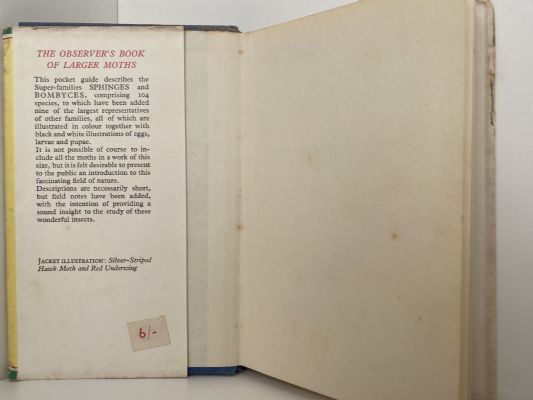 THE OBSERVER'S BOOK
OF LARGER MOTHS
This pocket guide describes the
Super-families SPHINGES and
BOMBYCES, comprising 104
species, to which have been added
nine of the largest representatives
of other families, all of which are
illustrated in colour together with
black and white illustrations of eggs,
larvae and pupae.
It is not possible of course to in-
clude all the moths in a work of this
size, but it is felt desirable to present
to the public an introduction to this
fascinating field of nature.
Descriptions are necessarily short,
but field notes have been added,
with the intention of providing a
sound insight to the study of these
wonderful insects.
JACKET ILLUSTRATION: Silver-Striped
Hawk Moth and Red Underwing
6/-